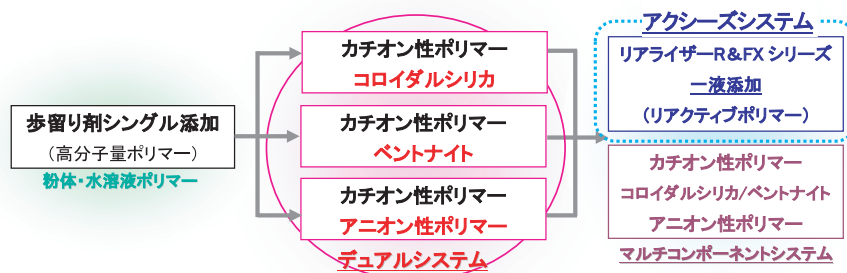 歩留り剤シングル添加
（高分子量ポリマー）
粉体・水溶液ポリマー
カチオン性ポリマー
コロイダルシリカ
カチオン性ポリマー
ベントナイト
カチオン性ポリマー
アニオン性ポリマー
デュアルシステム
アクシーズシステム
リアライザーR＆FXシリーズ
一液添加
（リアクティブポリマー）
カチオン性ポリマー
コロイダルシリカ/ベントナイト
アニオン性ポリマー
マルチコンポーネントシステム